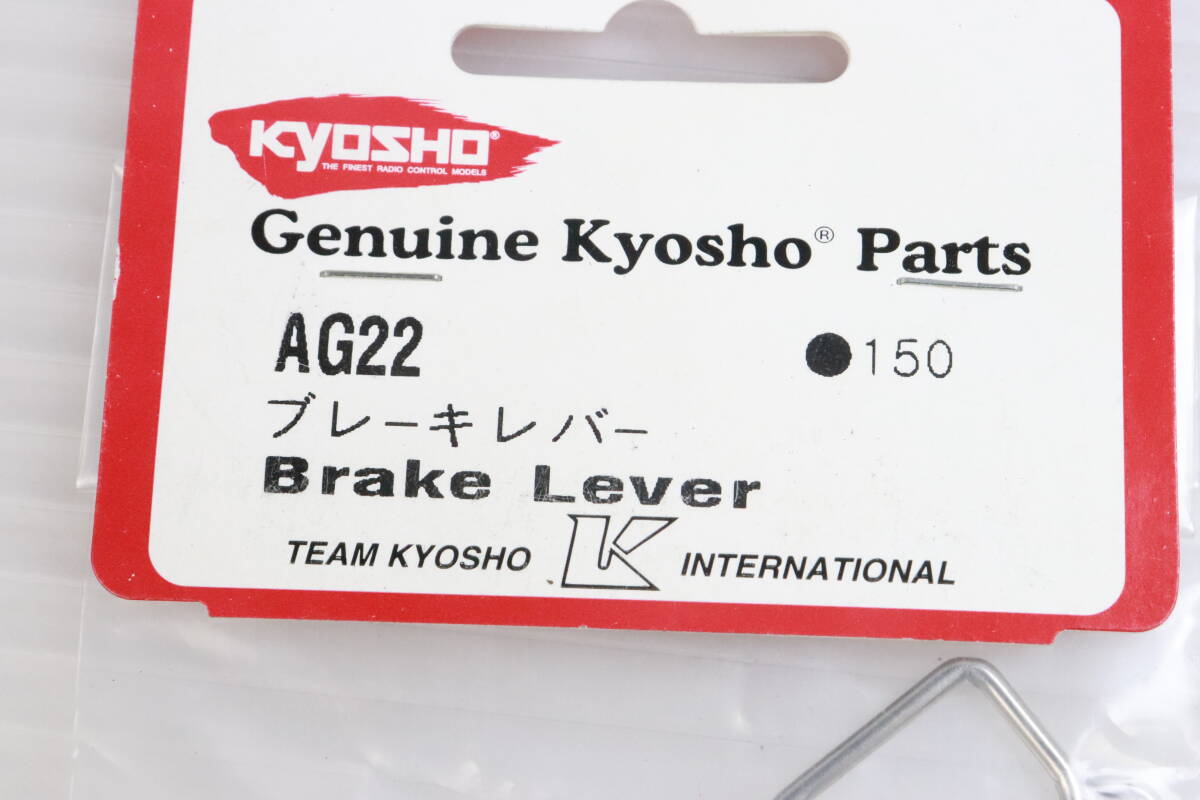 KYOSHO®
THE FINEST RADIO CONTROL MODELS
Genuine Kyosho® Parts
AG22 ●150
ブレーキレバー
Brake Lever
TEAM KYOSHO K INTERNATIONAL